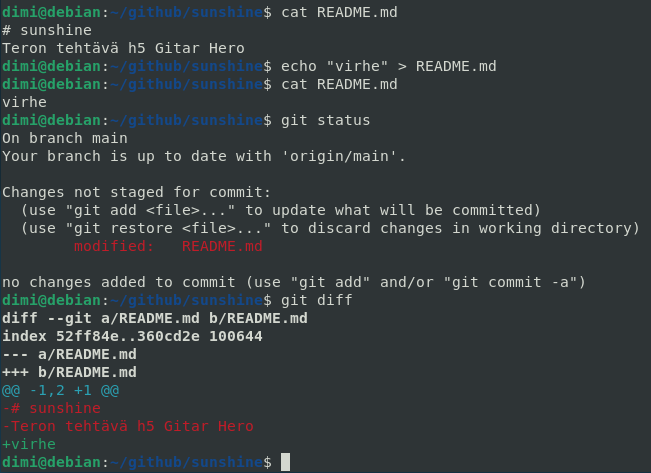 dimi@debian:~/github/sunshine$ cat README.md
# sunshine
Teron tehtävä h5 Gitar Hero
dimi@debian:~/github/sunshine$ echo "virhe" > README.md
dimi@debian:~/github/sunshine$ cat README.md
virhe
dimi@debian:~/github/sunshine$ git status
On branch main
Your branch is up to date with 'origin/main'.

Changes not staged for commit:
  (use "git add <file>..." to update what will be committed)
  (use "git restore <file>..." to discard changes in working directory)
        modified:   README.md

no changes added to commit (use "git add" and/or "git commit -a")
dimi@debian:~/github/sunshine$ git diff
diff --git a/README.md b/README.md
index 52ff84e..360cd2e 100644
--- a/README.md
+++ b/README.md
@@ -1,2 +1 @@
-# sunshine
-Teron tehtävä h5 Gitar Hero
+virhe
dimi@debian:~/github/sunshine$